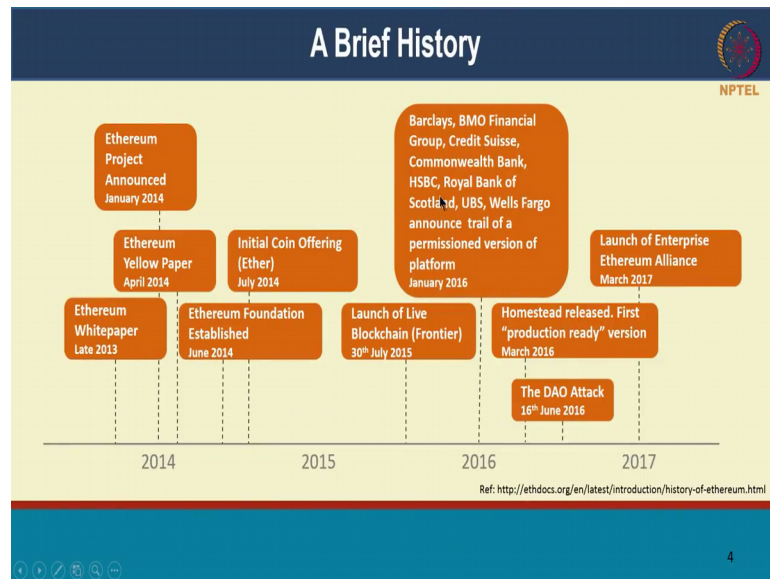 A Brief History
NPTEL
Ethereum
Project
Announced
January 2014
Ethereum
Yellow Paper
April 2014
Ethereum
Whitepaper
Late 2013
Initial Coin Offering
(Ether)
July 2014
Ethereum Foundation
Established
June 2014
Launch of Live
Blockchain (Frontier)
30th July 2015
Barclays, BMO Financial
Group, Credit Suisse,
Commonwealth Bank,
HSBC, Royal Bank of
Scotland, UBS, Wells Fargo
announce trail of a
permissioned version of
platform
January 2016
Homestead released. First
“production ready” version
March 2016
The DAO Attack
16th June 2016
Launch of Enterprise
Ethereum Alliance
March 2017
2014
2015
2016
2017
Ref: http://ethdocs.org/en/latest/introduction/history-of-ethereum.html
4